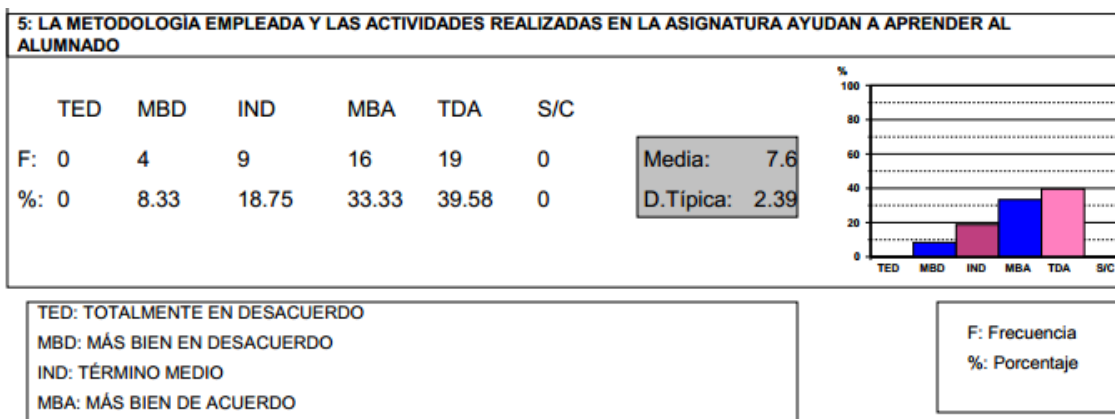 5: LA METODOLOGÍA EMPLEADA Y LAS ACTIVIDADES REALIZADAS EN LA ASIGNATURA AYUDAN A APRENDER AL
ALUMNADO
TED MBD IND MBA TDA S/C
F: 0 4 9 16 19 0
%: 0 8.33 18.75 33.33 39.58 0
Media: 7.6
D.Típica: 2.39
%
100
80
60
40
20
0
TED MBD IND MBA TDA S/C
TED: TOTALMENTE EN DESACUERDO
MBD: MÁS BIEN EN DESACUERDO
IND: TÉRMINO MEDIO
MBA: MÁS BIEN DE ACUERDO
F: Frecuencia
%: Porcentaje